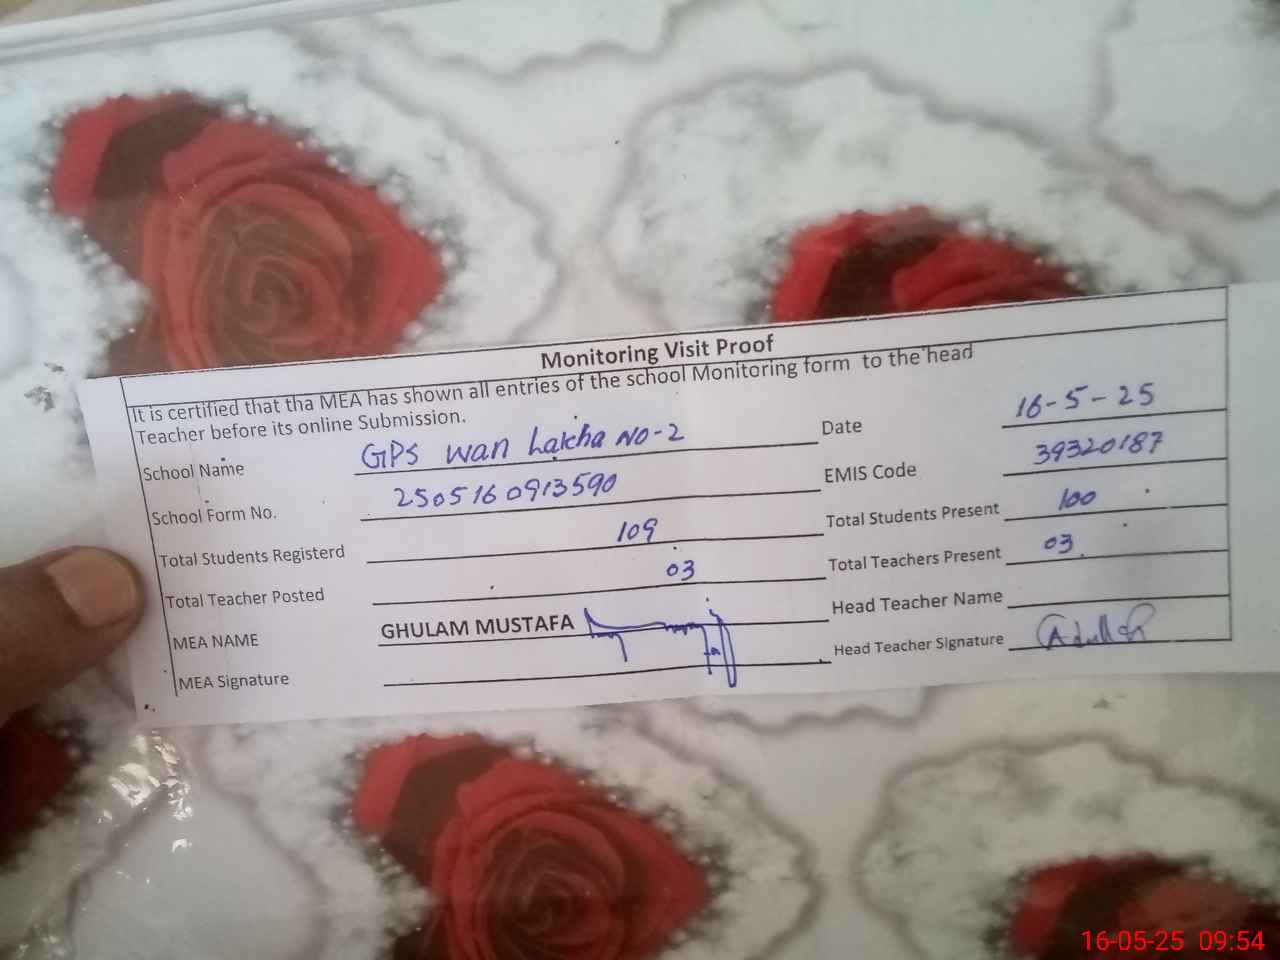 Monitoring Visit Proof
It is certified that tha MEA has shown all entries of the school Monitoring form to the head
Teacher before its online Submission.
School Name GPS wan Lakha NO-2 Date 16-5-25
School Form No. 2505160913590 EMIS Code 39320187
Total Students Registerd 109 Total Students Present 100
Total Teacher Posted 03 Total Teachers Present 03
MEA NAME GHULAM MUSTAFA Head Teacher Name
MEA Signature Head Teacher Signature
16-05-25 09:54